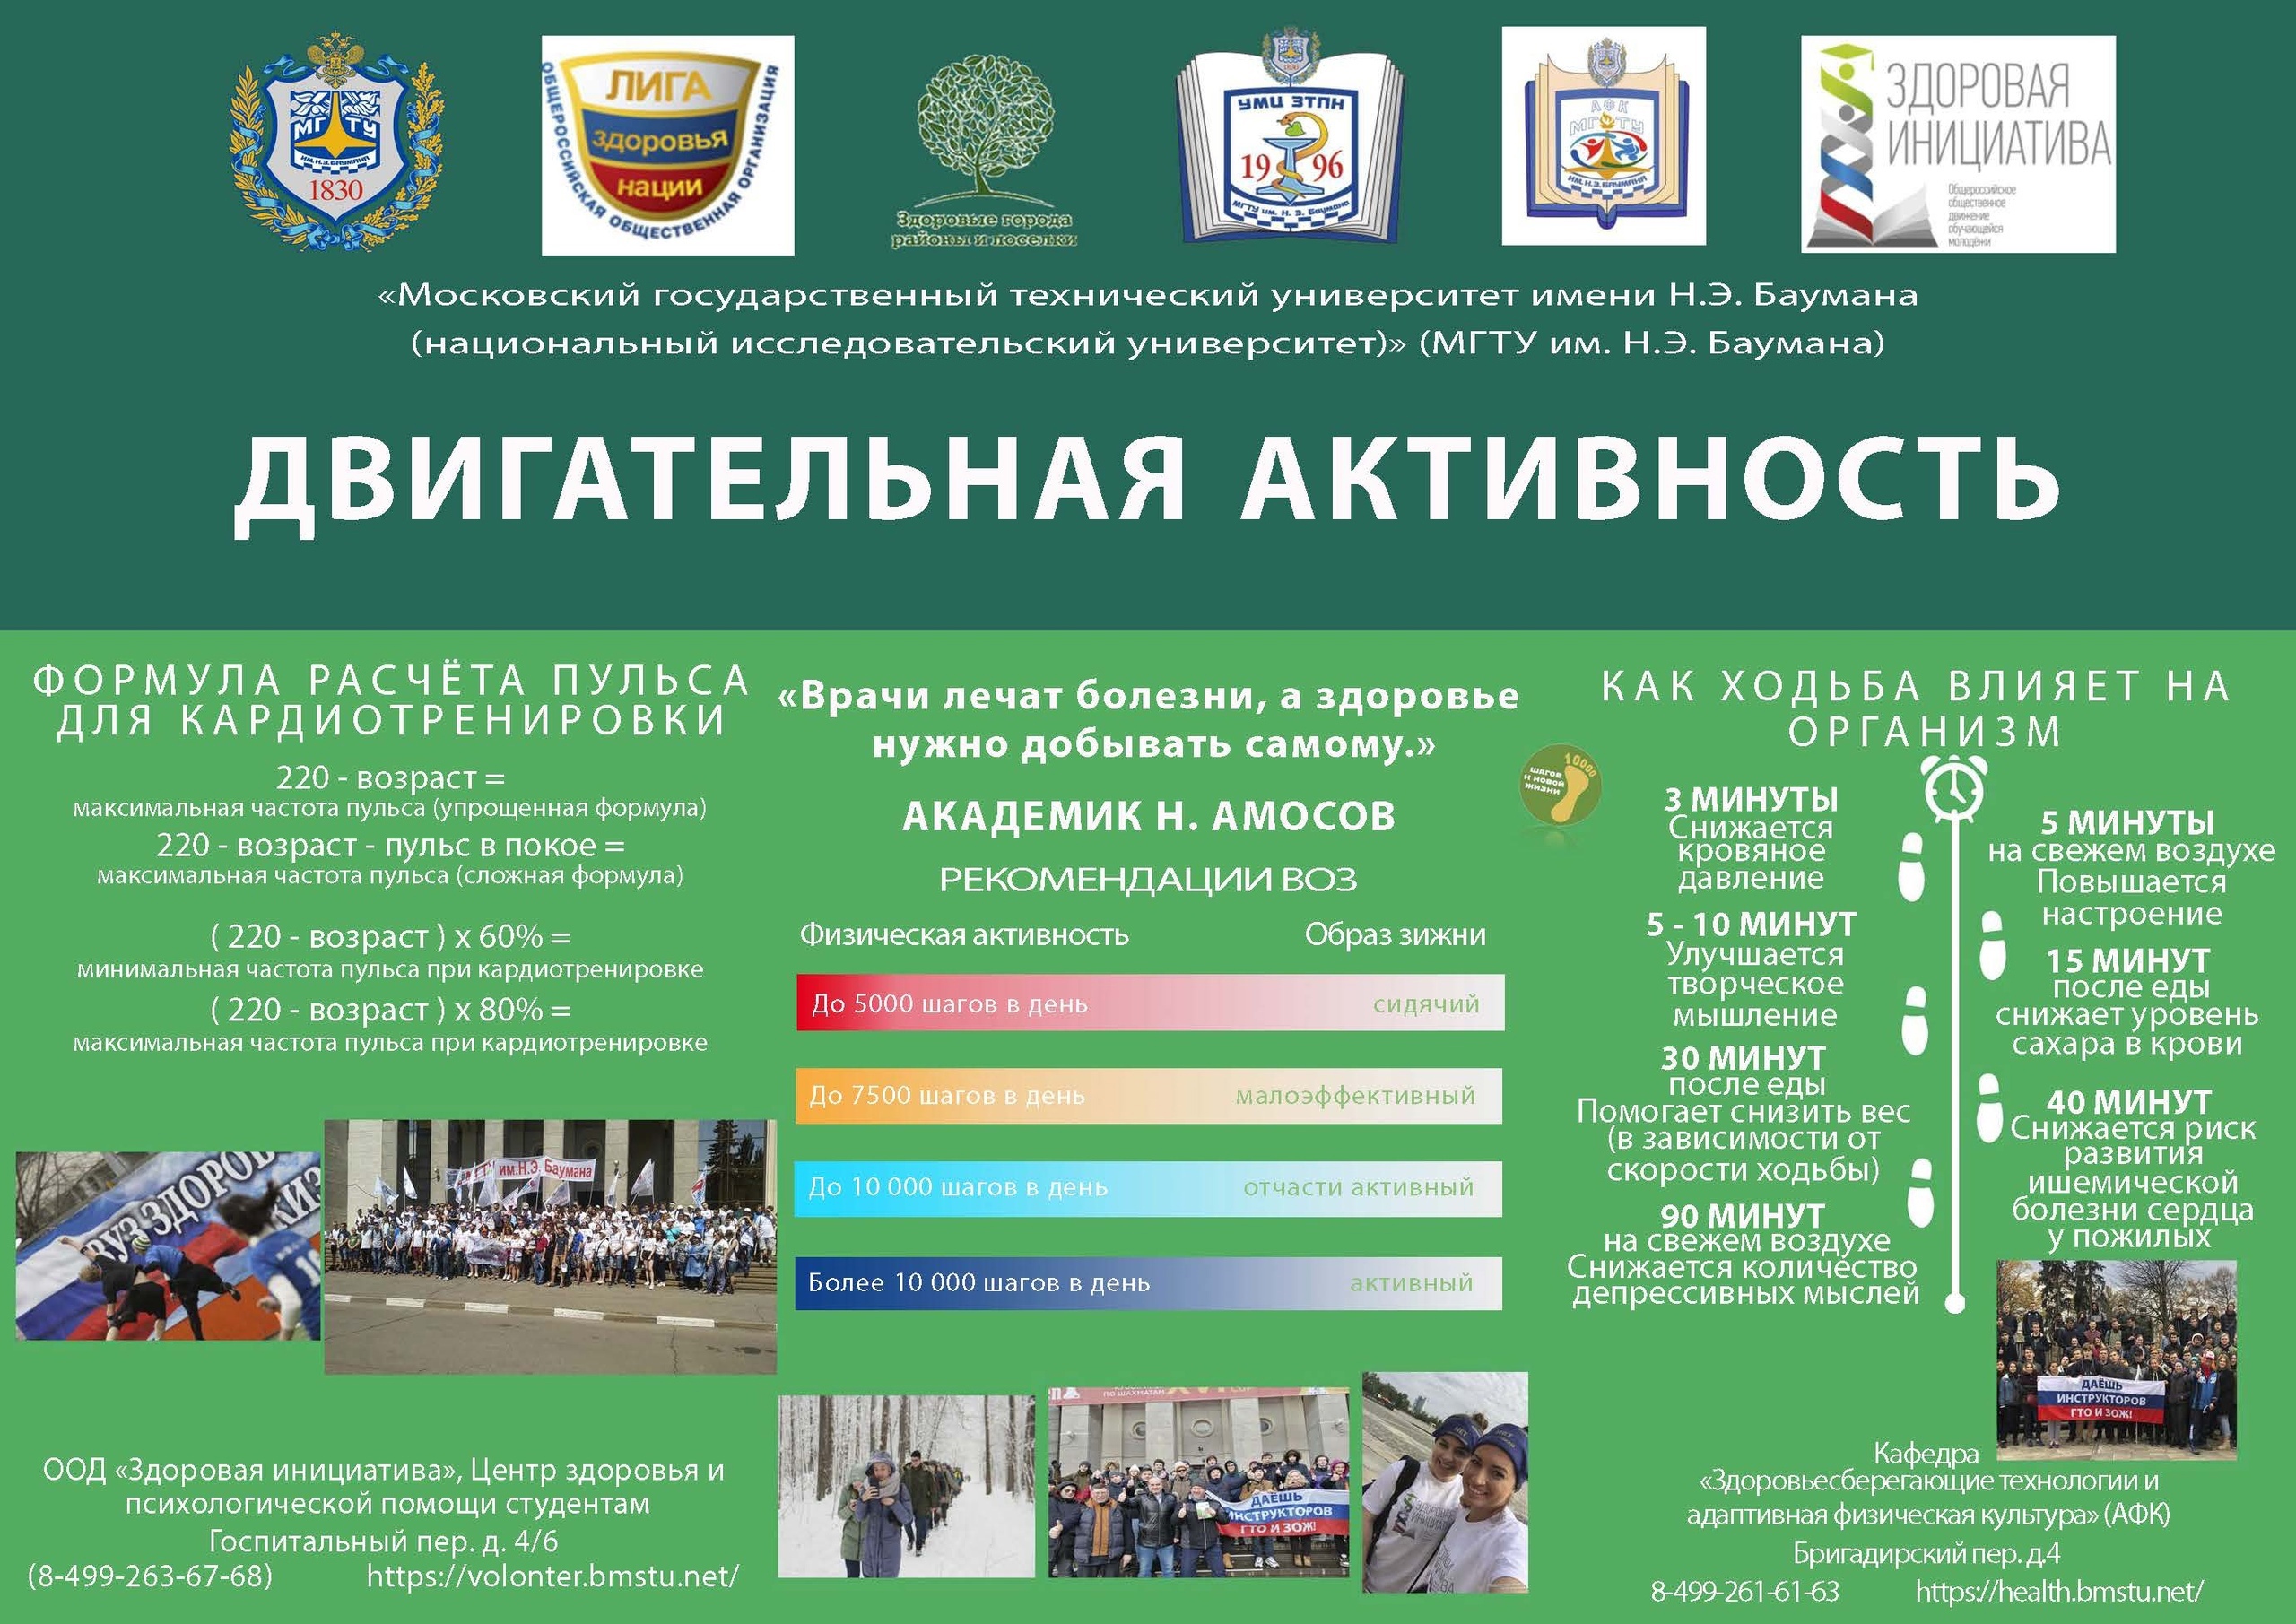 МГТУ
ИМ. Н.Э. БАУМАНА
1830
ЛИГА
здоровья
нации
ОБЩЕРОССИЙСКАЯ ОБЩЕСТВЕННАЯ ОРГАНИЗАЦИЯ
Здоровые города
районы и поселки
УМЦ ЗТПН
19 96
МГТУ им. Н. Э. Баумана
АФК
МГТУ
ИМ. Н.Э. БАУМАНА
ЗДОРОВАЯ
ИНИЦИАТИВА
Общероссийское
общественное
движение
обучающейся
молодёжи
«Московский государственный технический университет имени Н.Э. Баумана
(национальный исследовательский университет)» (МГТУ им. Н.Э. Баумана)
ДВИГАТЕЛЬНАЯ АКТИВНОСТЬ
ФОРМУЛА РАСЧЁТА ПУЛЬСА
ДЛЯ КАРДИОТРЕНИРОВКИ
220 - возраст =
максимальная частота пульса (упрощенная формула)
220 - возраст - пульс в покое =
максимальная частота пульса (сложная формула)
( 220 - возраст ) х 60% =
минимальная частота пульса при кардиотренировке
( 220 - возраст ) х 80% =
максимальная частота пульса при кардиотренировке
ВУЗ ЗДОРОВ
МГТУ им.Н.Э. Баумана
ООД «Здоровая инициатива», Центр здоровья и
психологической помощи студентам
Госпитальный пер. д. 4/6
(8-499-263-67-68) https://volonter.bmstu.net/
«Врачи лечат болезни, а здоровье
нужно добывать самому.»
АКАДЕМИК Н. АМОСОВ
РЕКОМЕНДАЦИИ ВОЗ
Физическая активность Образ зижни
До 5000 шагов в день сидячий
До 7500 шагов в день малоэффективный
До 10 000 шагов в день отчасти активный
Более 10 000 шагов в день активный
ПО ШАХМАТАМ
ДАЁШЬ
ИНСТРУКТОРОВ
ГТО И ЗОЖ!
10000
шагов
к новой
жизни
КАК ХОДЬБА ВЛИЯЕТ НА
ОРГАНИЗМ
3 МИНУТЫ
Снижается
кровяное
давление
5 МИНУТЫ
на свежем воздухе
Повышается
настроение
5 - 10 МИНУТ
Улучшается
творческое
мышление
15 МИНУТ
после еды
снижает уровень
сахара в крови
30 МИНУТ
после еды
Помогает снизить вес
(в зависимости от
скорости ходьбы)
40 МИНУТ
Снижается риск
развития
ишемической
болезни сердца
у пожилых
90 МИНУТ
на свежем воздухе
Снижается количество
депрессивных мыслей
ДАЁШЬ
ИНСТРУКТОРОВ
ГТО И ЗОЖ!
Кафедра
«Здоровьесберегающие технологии и
адаптивная физическая культура» (АФК)
Бригадирский пер. д.4
8-499-261-61-63 https://health.bmstu.net/